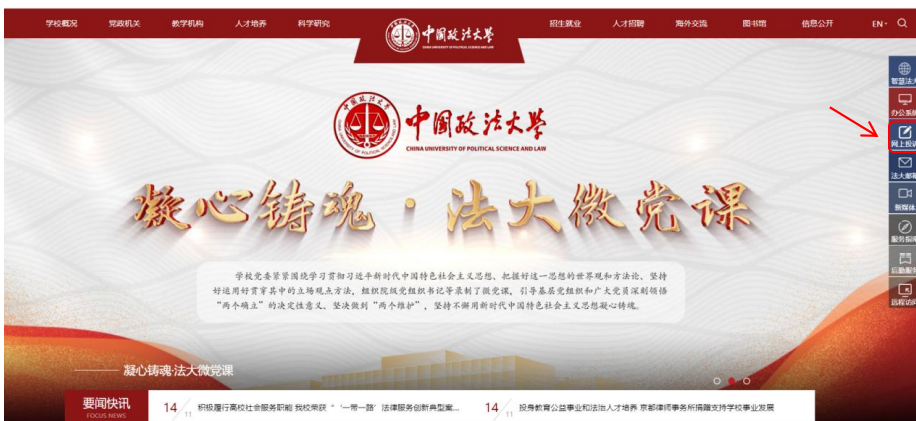 学校概况 党政机关 教学机构 人才培养 科学研究 中国政法大学 招生就业 人才招聘 海外交流 图书馆 信息公开 EN
CHINA UNIVERSITY OF POLITICAL SCIENCE AND LAW
智慧法大
办公系统
网上投诉
法大邮箱
新媒体
服务指南
后勤服务
远程访问
中国政法大学
CHINA UNIVERSITY OF POLITICAL SCIENCE AND LAW
凝心铸魂·法大微党课
学校党委紧紧围绕学习贯彻习近平新时代中国特色社会主义思想、把握好这一思想的世界观和方法论、坚持
好运用好贯穿其中的立场观点方法，组织院级党组织书记等录制了微党课，引导基层党组织和广大党员深刻领悟
“两个确立”的决定性意义、坚决做到“两个维护”，坚持不懈用新时代中国特色社会主义思想凝心铸魂。
凝心铸魂·法大微党课
要闻快讯
FOCUS NEWS
14/11 积极履行高校社会服务职能 我校荣获“‘一带一路’法律服务创新典型案...
14/11 投身教育公益事业和法治人才培养 京都律师事务所捐赠支持学校事业发展